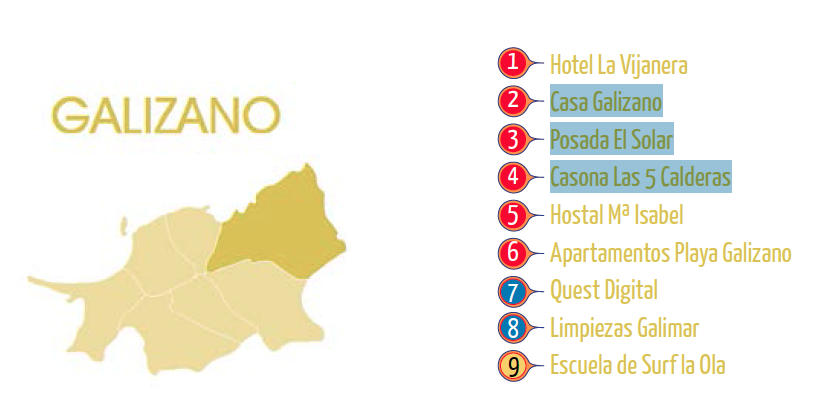 GALIZANO
1 Hotel La Vijanera
2 Casa Galizano
3 Posada El Solar
4 Casona Las 5 Calderas
5 Hostal Mª Isabel
6 Apartamentos Playa Galizano
7 Quest Digital
8 Limpiezas Galimar
9 Escuela de Surf la Ola